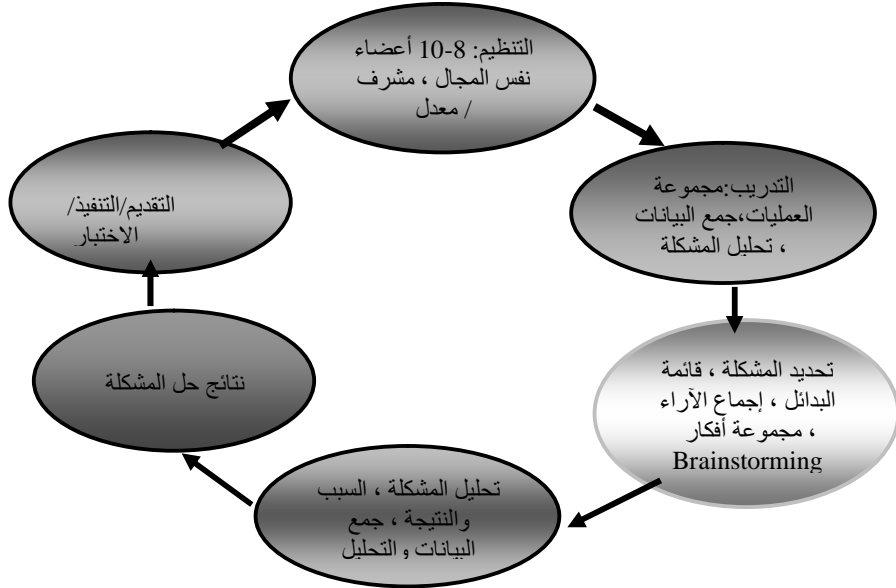 التنظيم: 8-10 أعضاء
نفس المجال ، مشرف
/ معدل
التدريب:مجموعة
العمليات،جمع البيانات
، تحليل المشكلة
تحديد المشكلة ، قائمة
البدائل ، إجماع الآراء
، مجموعة أفكار
Brainstorming
تحليل المشكلة ، السبب
والنتيجة ، جمع
البيانات والتحليل
نتائج حل المشكلة
التقديم/التنفيذ/
الاختبار